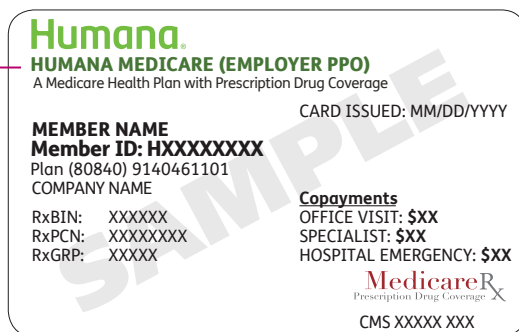 Humana.
HUMANA MEDICARE (EMPLOYER PPO)
A Medicare Health Plan with Prescription Drug Coverage
CARD ISSUED: MM/DD/YYYY
MEMBER NAME
Member ID: HXXXXXXXX
Plan (80840) 9140461101
COMPANY NAME
RxBIN: XXXXXX
RxPCN: XXXXXXXX
RxGRP: XXXXX
Copayments
OFFICE VISIT: $XX
SPECIALIST: $XX
HOSPITAL EMERGENCY: $XX
MedicareRx
Prescription Drug Coverage
CMS XXXXX XXX
SAMPLE